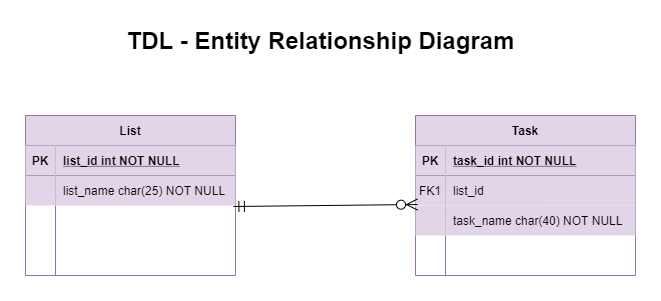 TDL - Entity Relationship Diagram
List
PK list_id int NOT NULL
list_name char(25) NOT NULL
Task
PK task_id int NOT NULL
FK1 list_id
task_name char(40) NOT NULL